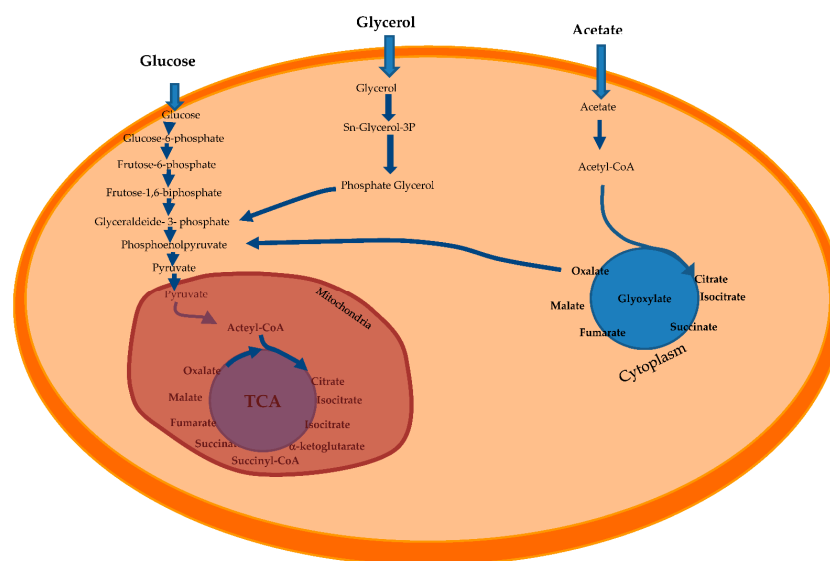 Glucose
Glycerol
Acetate
Glucose
Glucose-6-phosphate
Frutose-6-phosphate
Frutose-1,6-biphosphate
Glyceraldeide- 3- phosphate
Phosphoenolpyruvate
Pyruvate
Pyruvate
Glycerol
Sn-Glycerol-3P
Phosphate Glycerol
Acetate
Acetyl-CoA
Oxalate
Citrate
Isocitrate
Malate
Glyoxylate
Succinate
Fumarate
Cytoplasm
Mitochondria
Acteyl-CoA
Oxalate
Citrate
Malate
TCA
Isocitrate
Fumarate
Isocitrate
Succinat
α-ketoglutarate
Succinyl-CoA